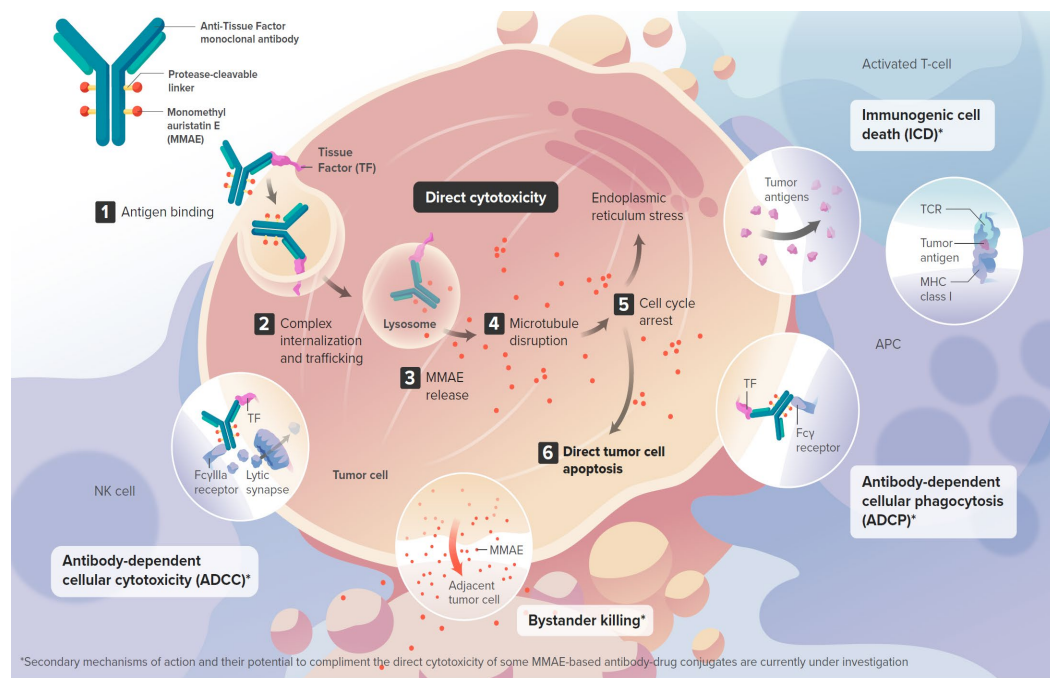 Anti-Tissue Factor
monoclonal antibody
Protease-cleavable
linker
Monomethyl
auristatin E
(MMAE)
Tissue
Factor (TF)
1 Antigen binding
Direct cytotoxicity
2 Complex
internalization
and trafficking
Lysosome
3 MMAE
release
4 Microtubule
disruption
Endoplasmic
reticulum stress
5 Cell cycle
arrest
6 Direct tumor cell
apoptosis
Tumor cell
Activated T-cell
Immunogenic cell
death (ICD)*
Tumor
antigens
TCR
Tumor
antigen
MHC
class I
APC
TF
Fcγ
receptor
Antibody-dependent
cellular phagocytosis
(ADCP)*
TF
FcγIIIa
receptor
Lytic
synapse
NK cell
Antibody-dependent
cellular cytotoxicity (ADCC)*
MMAE
Adjacent
tumor cell
Bystander killing*
*Secondary mechanisms of action and their potential to compliment the direct cytotoxicity of some MMAE-based antibody-drug conjugates are currently under investigation